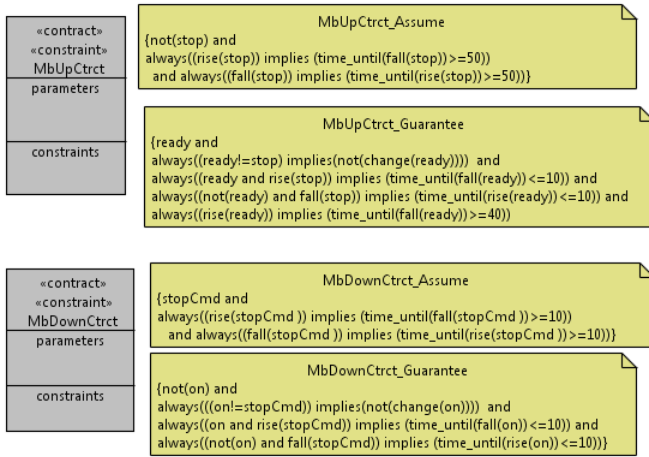 «contract»
«constraint»
MbUpCtrct
parameters
constraints
MbUpCtrct_Assume
{not(stop) and
always((rise(stop)) implies (time_until(fall(stop))>=50))
and always((fall(stop)) implies (time_until(rise(stop))>=50))}
MbUpCtrct_Guarantee
{ready and
always((ready!=stop) implies(not(change(ready)))) and
always((ready and rise(stop)) implies (time_until(fall(ready))<=10)) and
always((not(ready) and fall(stop)) implies (time_until(rise(ready))<=10)) and
always((rise(ready)) implies (time_until(fall(ready))>=40))
«contract»
«constraint»
MbDownCtrct
parameters
constraints
MbDownCtrct_Assume
{stopCmd and
always((rise(stopCmd )) implies (time_until(fall(stopCmd ))>=10))
and always((fall(stopCmd )) implies (time_until(rise(stopCmd ))>=10))}
MbDownCtrct_Guarantee
{not(on) and
always(((on!=stopCmd)) implies(not(change(on)))) and
always((on and rise(stopCmd)) implies (time_until(fall(on))<=10)) and
always((not(on) and fall(stopCmd)) implies (time_until(rise(on))<=10))}